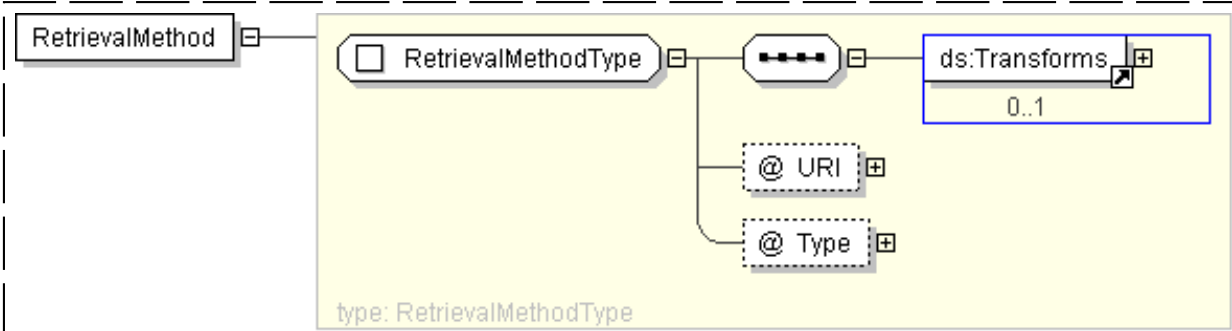 RetrievalMethod
RetrievalMethodType
ds:Transforms
0..1
@ URI
@ Type
type: RetrievalMethodType